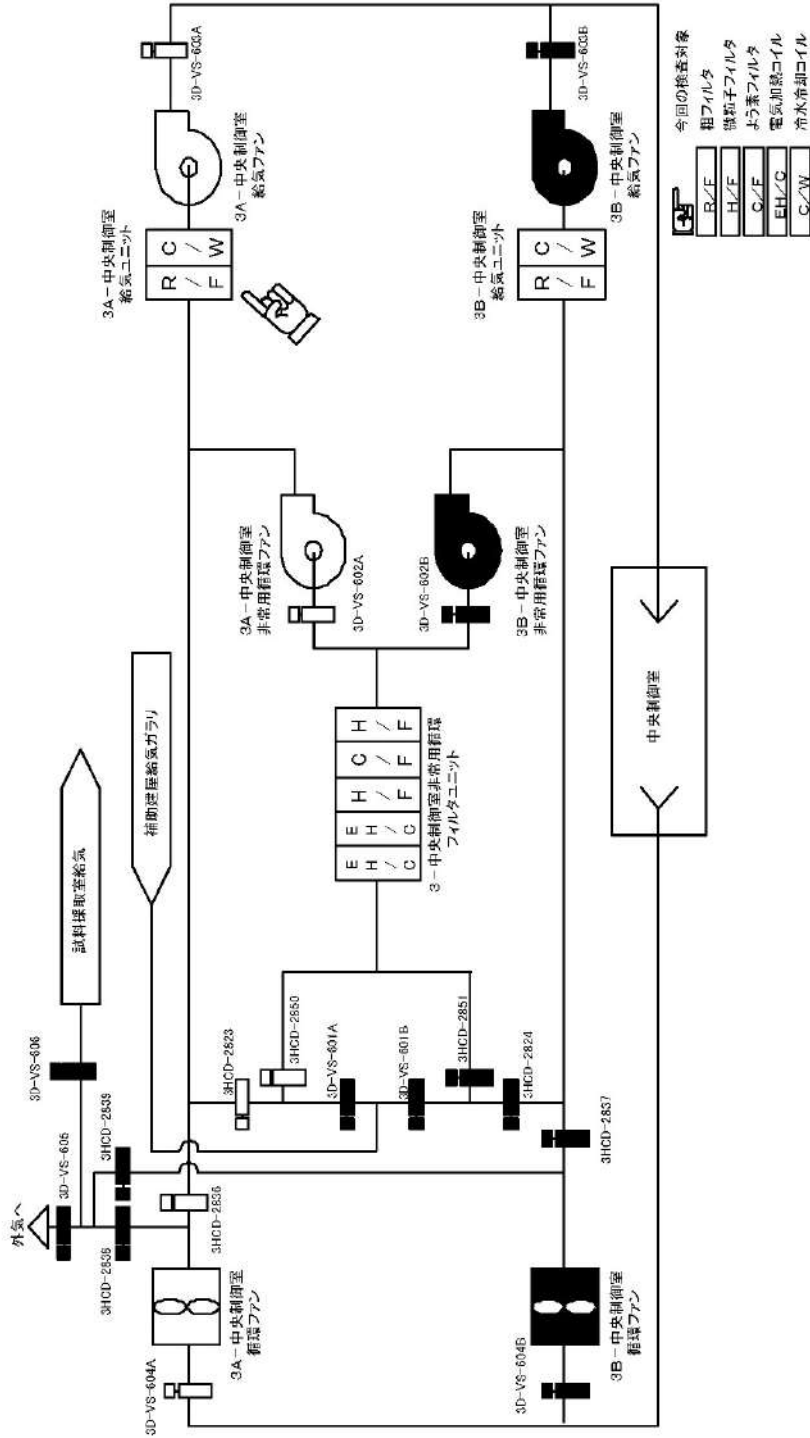 外気へ
3D-VS-605
3D-VS-606
試料採取室給気
補助建屋給気ガラリ
3HCD-2838
3HCD-2839
3HCD-2836
3D-VS-604A
3A-中央制御室
循環ファン
3HCD-2823
3HCD-2850
3D-VS-601A
3D-VS-601B
3HCD-2851
3HCD-2824
3HCD-2837
3D-VS-604B
3B-中央制御室
循環ファン
E E H C H
H H / / /
/ / F F F
C C
3-中央制御室非常用循環
フィルタユニット
3A-中央制御室
非常用循環ファン
3D-VS-602A
3D-VS-602B
3B-中央制御室
非常用循環ファン
3A-中央制御室
給気ユニット
R C
/ /
F W
3A-中央制御室
給気ファン
3D-VS-603A
3B-中央制御室
給気ユニット
R C
/ /
F W
3B-中央制御室
給気ファン
3D-VS-603B
中央制御室
今回の検査対象
R/F 粗フィルタ
H/F 微粒子フィルタ
C/F よう素フィルタ
EH/C 電気加熱コイル
C/W 冷水冷却コイル